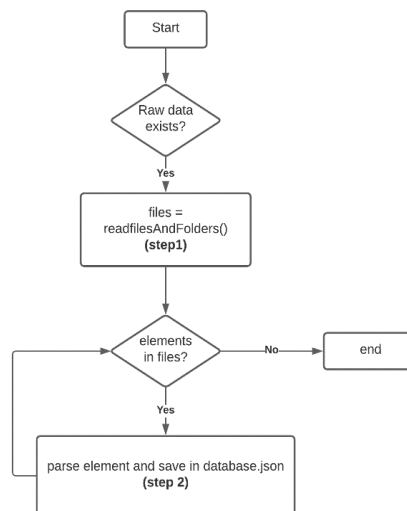 Start
Raw data
exists?
Yes
files =
readfilesAndFolders()
(step1)
elements
in files?
No
end
Yes
parse element and save in database.json
(step 2)